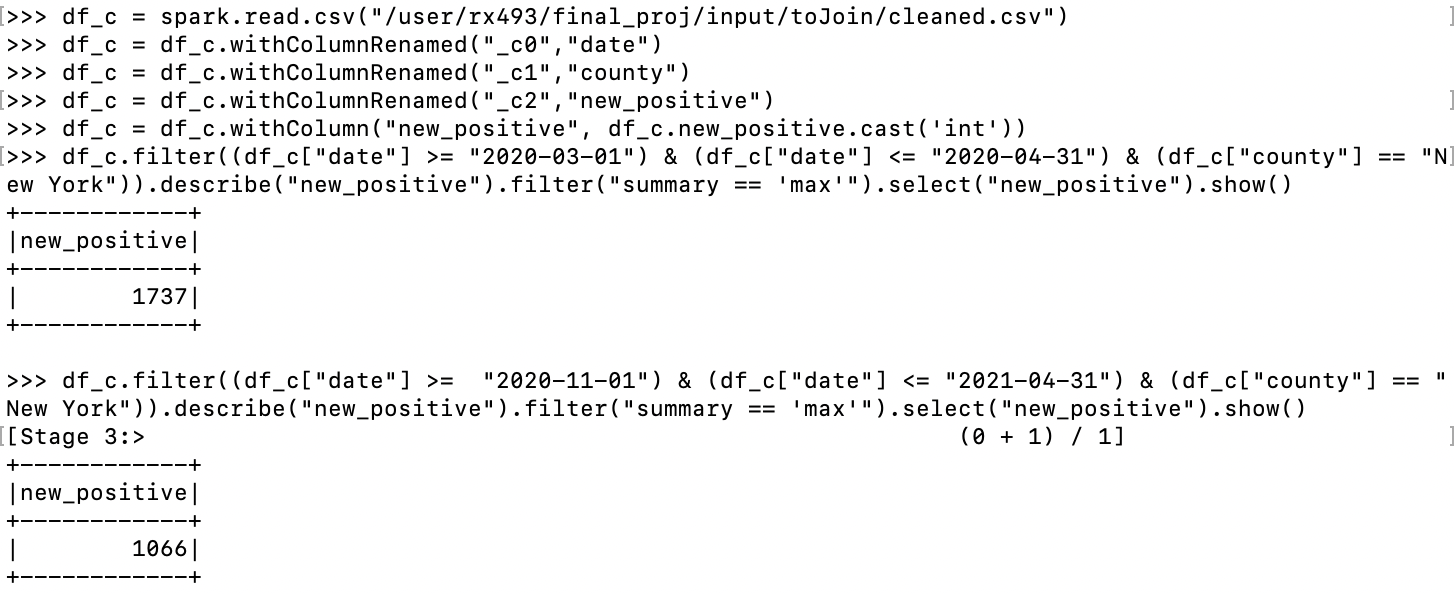 [>>> df_c = spark.read.csv("/user/rx493/final_proj/input/toJoin/cleaned.csv") ]
>>> df_c = df_c.withColumnRenamed("_c0","date")
>>> df_c = df_c.withColumnRenamed("_c1","county")
[>>> df_c = df_c.withColumnRenamed("_c2","new_positive") ]
>>> df_c = df_c.withColumn("new_positive", df_c.new_positive.cast('int'))
[>>> df_c.filter((df_c["date"] >= "2020-03-01") & (df_c["date"] <= "2020-04-31") & (df_c["county"] == "N]
ew York")).describe("new_positive").filter("summary == 'max'").select("new_positive").show()
+------------+
|new_positive|
+------------+
|        1737|
+------------+

>>> df_c.filter((df_c["date"] >=  "2020-11-01") & (df_c["date"] <= "2021-04-31") & (df_c["county"] == "
New York")).describe("new_positive").filter("summary == 'max'").select("new_positive").show()
[[Stage 3:>                                                          (0 + 1) / 1] ]
+------------+
|new_positive|
+------------+
|        1066|
+------------+